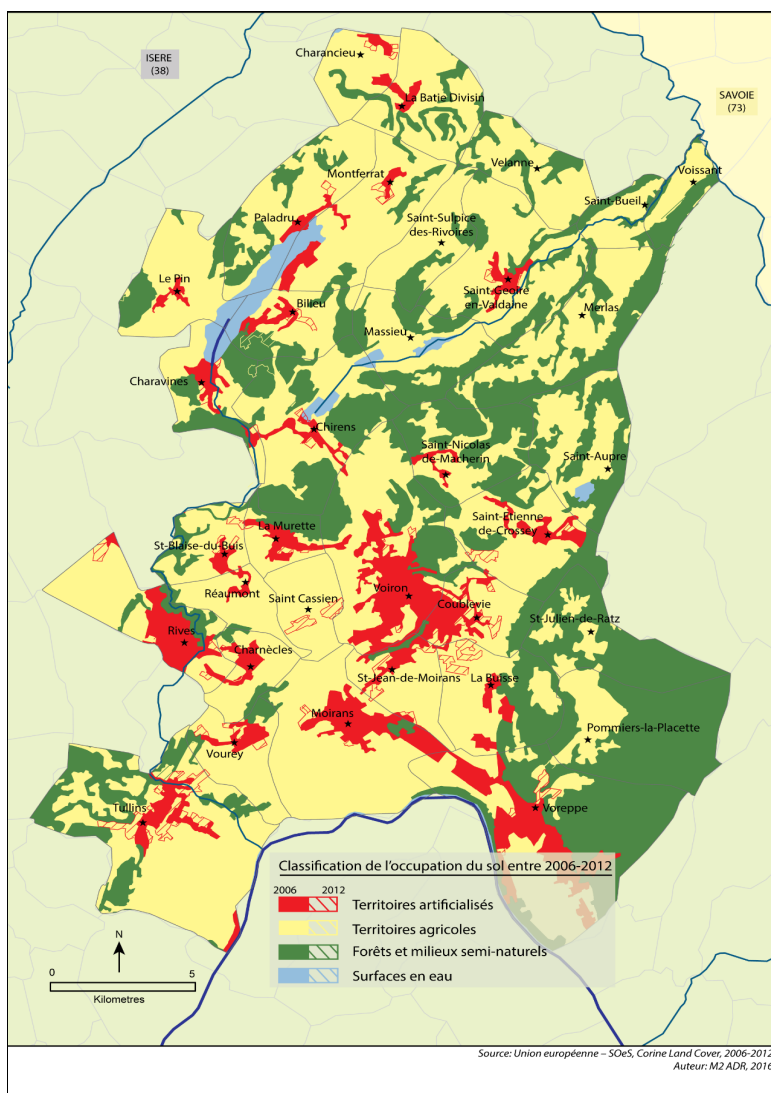 Charancieu
ISERE
(38)
SAVOIE
(73)
La Batie Divisin
Velanne
Voissant
Montferrat
Saint-Bueil
Paladru
Saint-Sulpice
des-Rivoires
Le Pin
Saint-Geoire
en-Valdaine
Bilieu
Merlas
Massieu
Charavines
Chirens
Saint-Nicolas
de-Macherin
Saint-Aupre
Saint-Etienne
de-Crossey
La Murette
St-Blaise-du-Buis
Réaumont
Saint Cassien
Voiron
Coublevie
St-Julien-de-Ratz
Rives
Charnècles
St-Jean-de-Moirans
La Buisse
Moirans
Pommiers-la-Placette
Vourey
Tullins
Voreppe
Classification de l'occupation du sol entre 2006-2012
2006 2012
Territoires artificialisés
Territoires agricoles
Forêts et milieux semi-naturels
Surfaces en eau
N
0 5
Kilometres
Source: Union européenne – SOeS, Corine Land Cover, 2006-2012
Auteur: M2 ADR, 2016